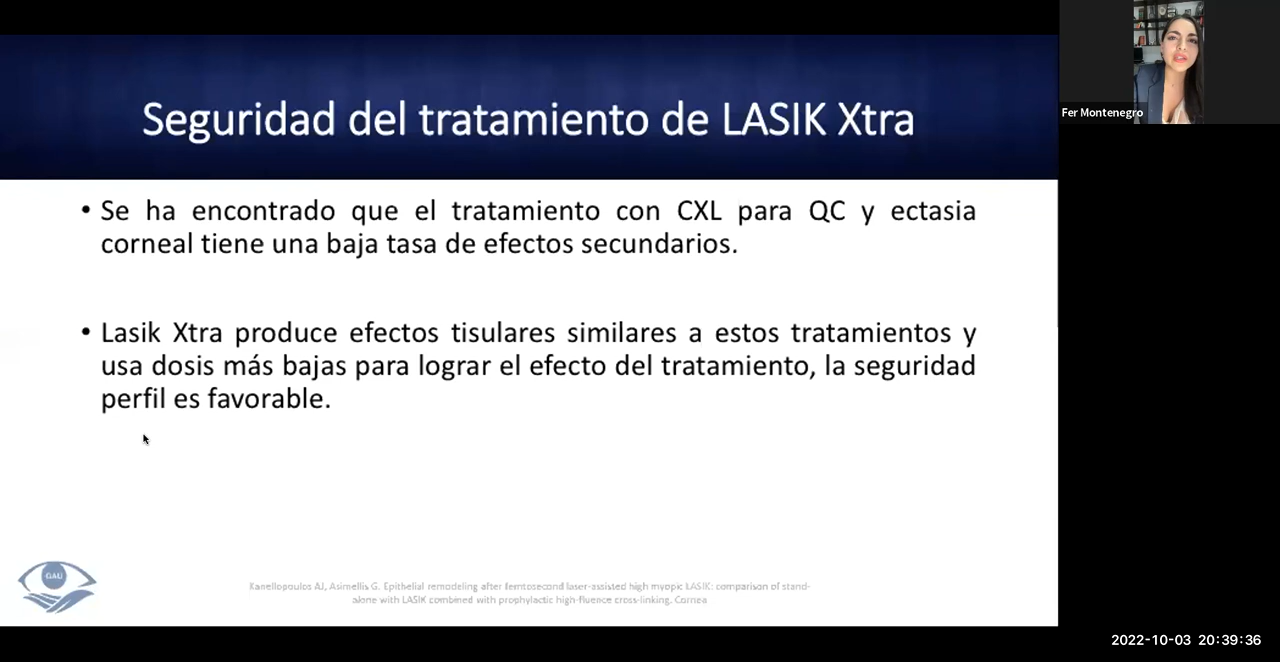 Seguridad del tratamiento de LASIK Xtra
Fer Montenegro
• Se ha encontrado que el tratamiento con CXL para QC y ectasia
corneal tiene una baja tasa de efectos secundarios.
• Lasik Xtra produce efectos tisulares similares a estos tratamientos y
usa dosis más bajas para lograr el efecto del tratamiento, la seguridad
perfil es favorable.
GAU
Kanellopoulos AJ, Asimellis G. Epithelial remodeling after femtosecond laser-assisted high myopic LASIK: comparison of stand-
alone with LASIK combined with prophylactic high-fluence cross-linking. Cornea
2022-10-03 20:39:36